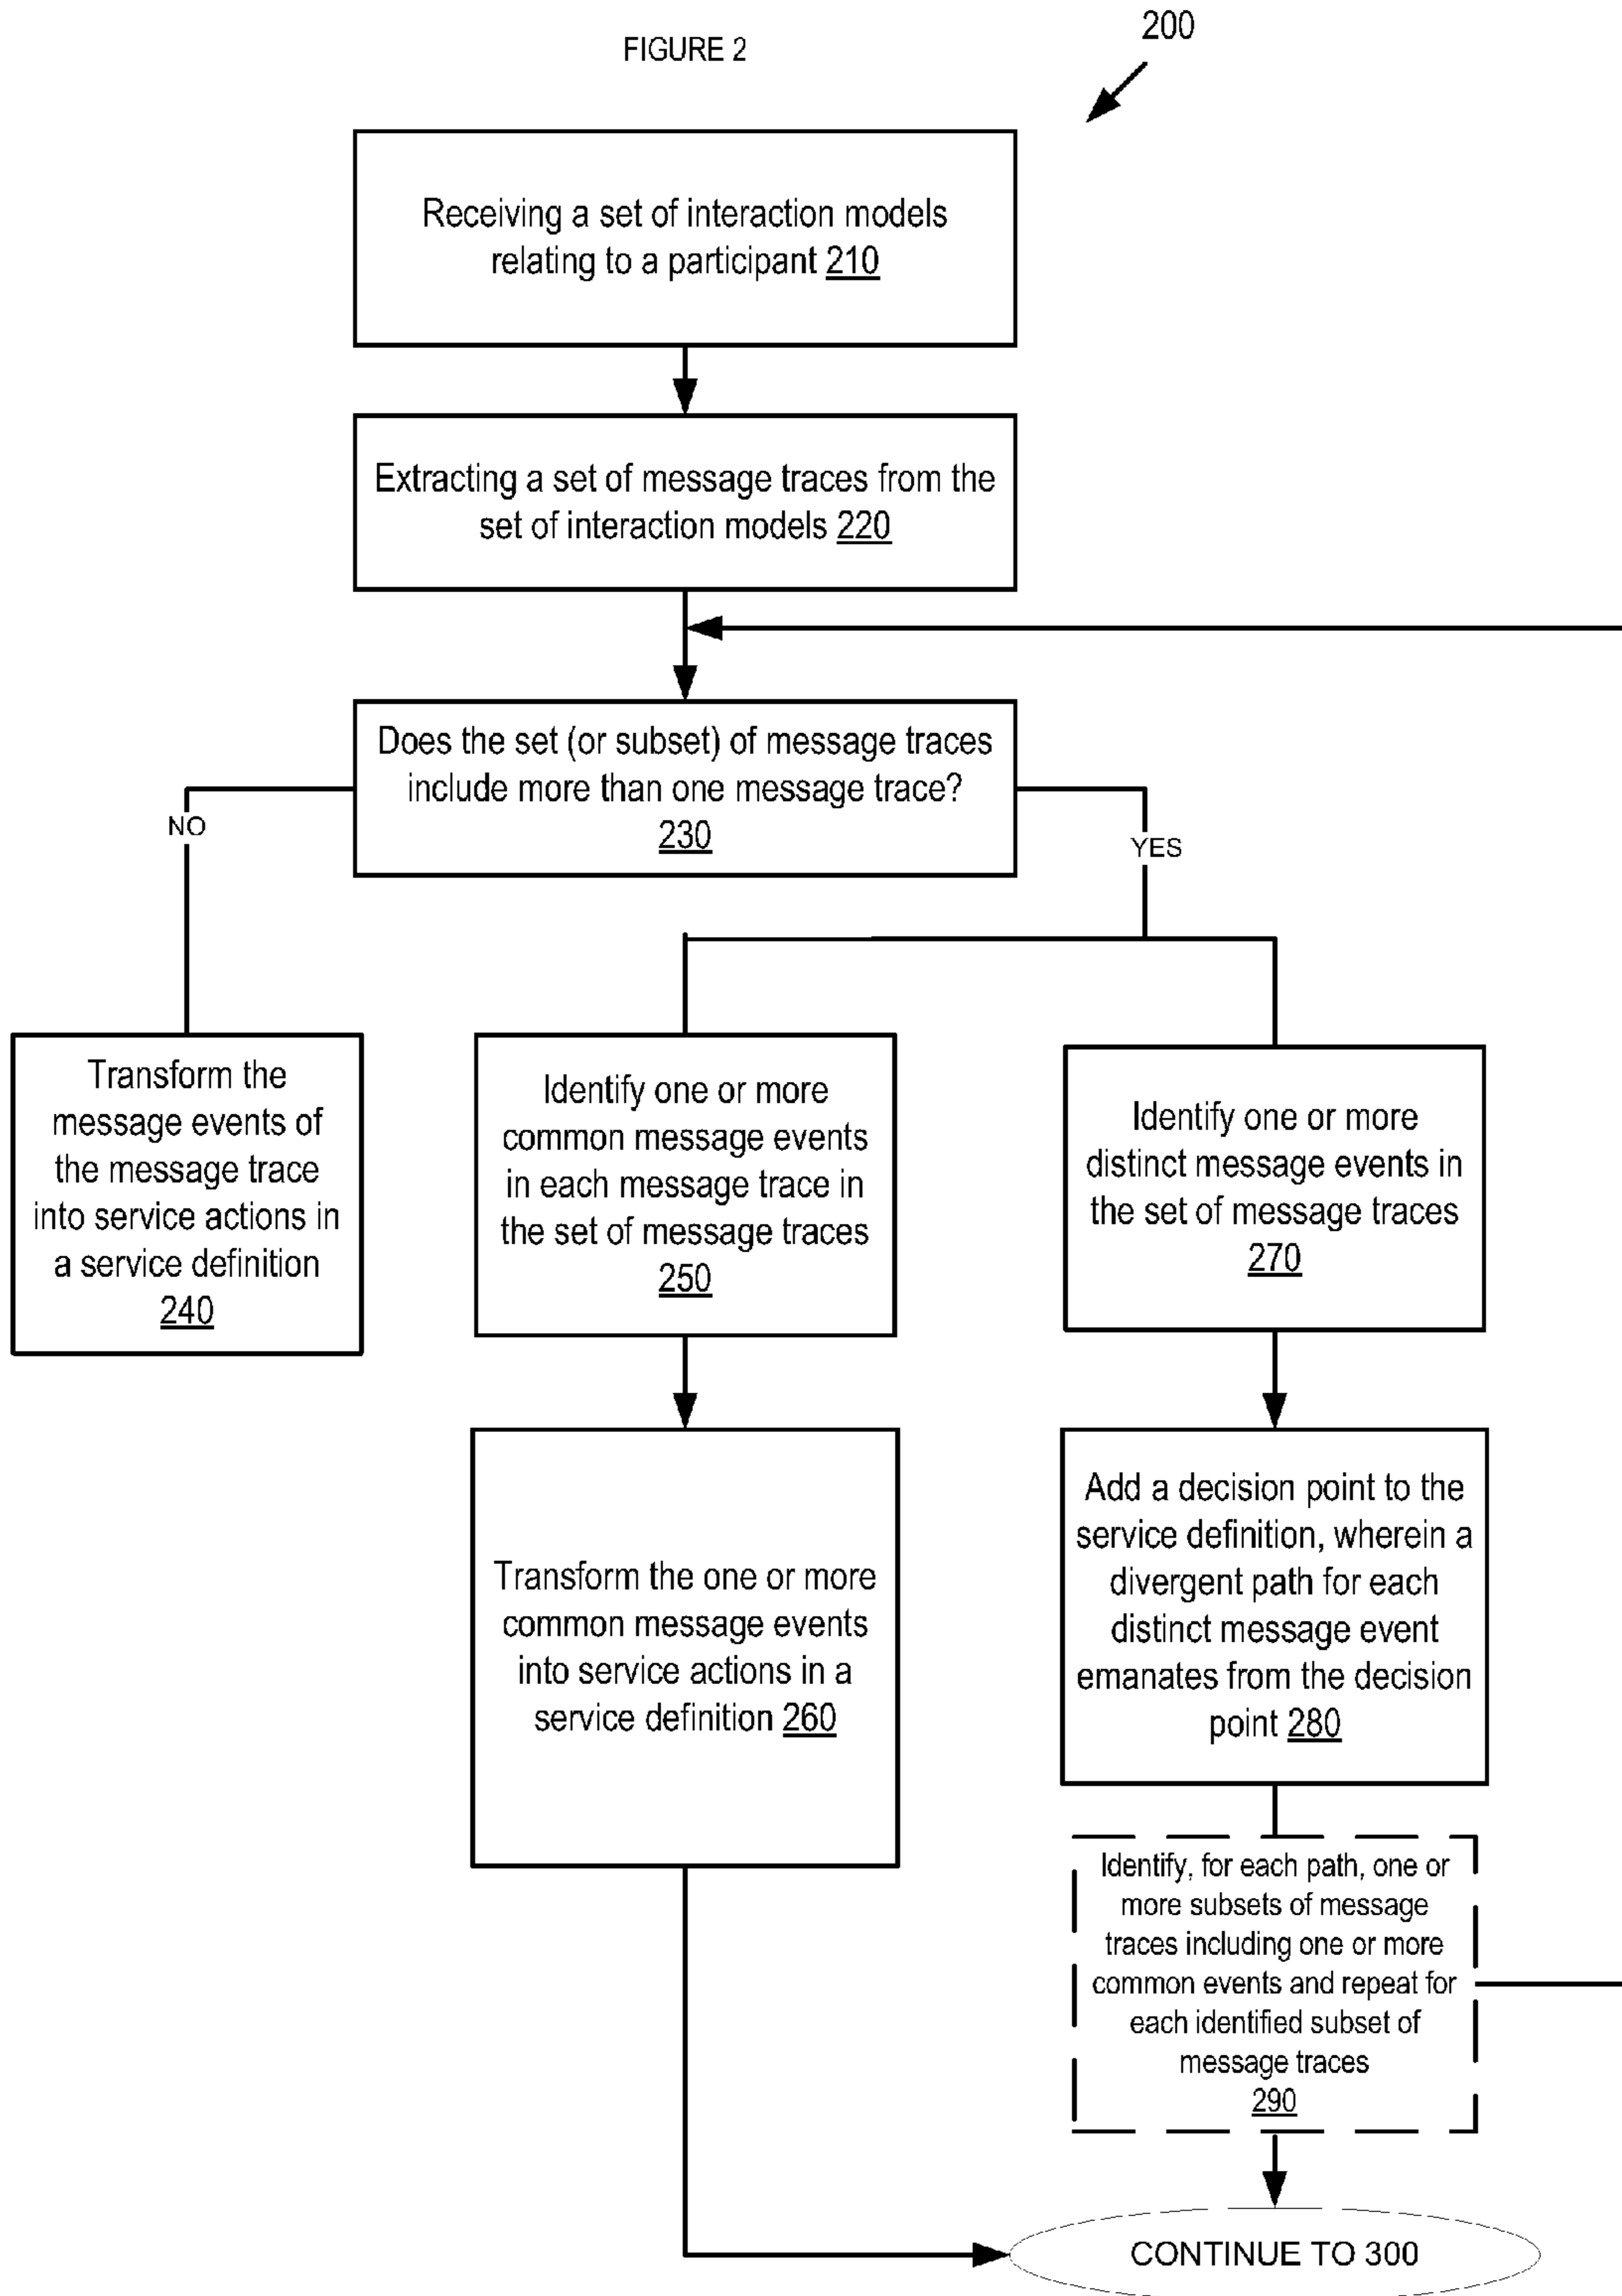 FIGURE 2
200
Receiving a set of interaction models
relating to a participant 210
Extracting a set of message traces from the
set of interaction models 220
Does the set (or subset) of message traces
include more than one message trace?
230
NO
YES
Transform the
message events of
the message trace
into service actions in
a service definition
240
Identify one or more
common message events
in each message trace in
the set of message traces
250
Identify one or more
distinct message events in
the set of message traces
270
Transform the one or more
common message events
into service actions in a
service definition 260
Add a decision point to the
service definition, wherein a
divergent path for each
distinct message event
emanates from the decision
point 280
Identify, for each path, one or
more subsets of message
traces including one or more
common events and repeat for
each identified subset of
message traces
290
CONTINUE TO 300